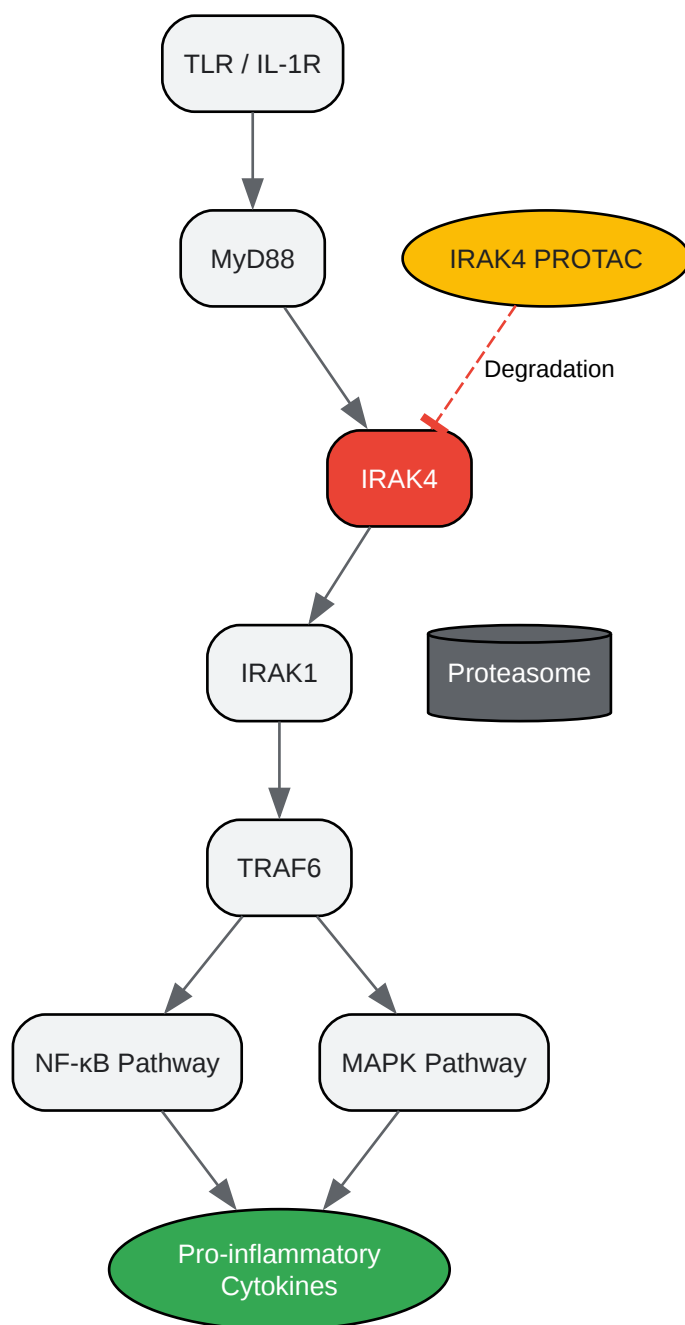 TLR / IL-1R
MyD88
IRAK4 PROTAC
Degradation
IRAK4
IRAK1
Proteasome
TRAF6
NF-κB Pathway
MAPK Pathway
Pro-inflammatory
Cytokines